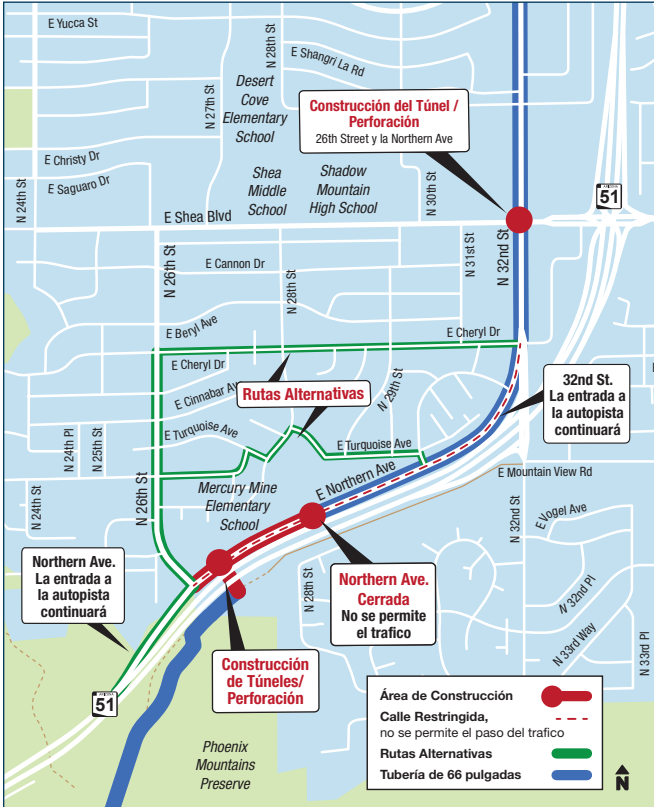 E Yucca St
N 28th St
E Shangri La Rd
N 27th St
Desert
Cove
Elementary
School
Construcción del Túnel /
Perforación
26th Street y la Northern Ave
E Christy Dr
E Saguaro Dr
N 24th St
Shea
Middle
School
Shadow
Mountain
High School
N 30th St
ARIZONA
51
E Shea Blvd
N 26th St
E Cannon Dr
N 28th St
N 31st St
N 32nd St
E Beryl Ave
E Cheryl Dr
E Cheryl Dr
E Cinnabar Av
Rutas Alternativas
N 29th St
32nd St.
La entrada a
la autopista
continuará
N 24th Pl
N 25th St
E Turquoise Ave
E Turquoise Ave
E Northern Ave
E Mountain View Rd
N 24th St
N 26th St
Mercury Mine
Elementary
School
N 32nd St
E Vogel Ave
Northern Ave.
La entrada a
la autopista
continuará
Northern Ave.
Cerrada
No se permite
el trafico
N 28th St
N 32nd Pl
N 33rd Way
N 33rd Pl
Construcción
de Túneles/
Perforación
51
Phoenix
Mountains
Preserve
Área de Construcción
Calle Restringida,
no se permite el paso del trafico
Rutas Alternativas
Tubería de 66 pulgadas
N